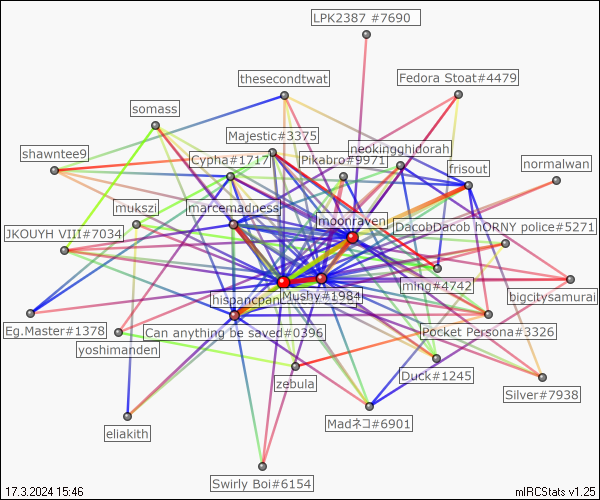 LPK2387 #7690
thesecondtwat
Fedora Stoat#4479
somass
Majestic#3375
neokingghidorah
shawntee9
Cypha#1717
Pikabro#9971
frisout
normalwan
mukszi
marcemadness
moonraven
JKOUYH VIII#7034
DacobDacob hORNY police#5271
ming#4742
hispancpan
Mushy#1984
bigcitysamurai
Eg.Master#1378
Can anything be saved#0396
Pocket Persona#3326
yoshimanden
zebula
Duck#1245
Silver#7938
Madネコ#6901
eliakith
Swirly Boi#6154
17.3.2024 15:46
mIRCStats v1.25